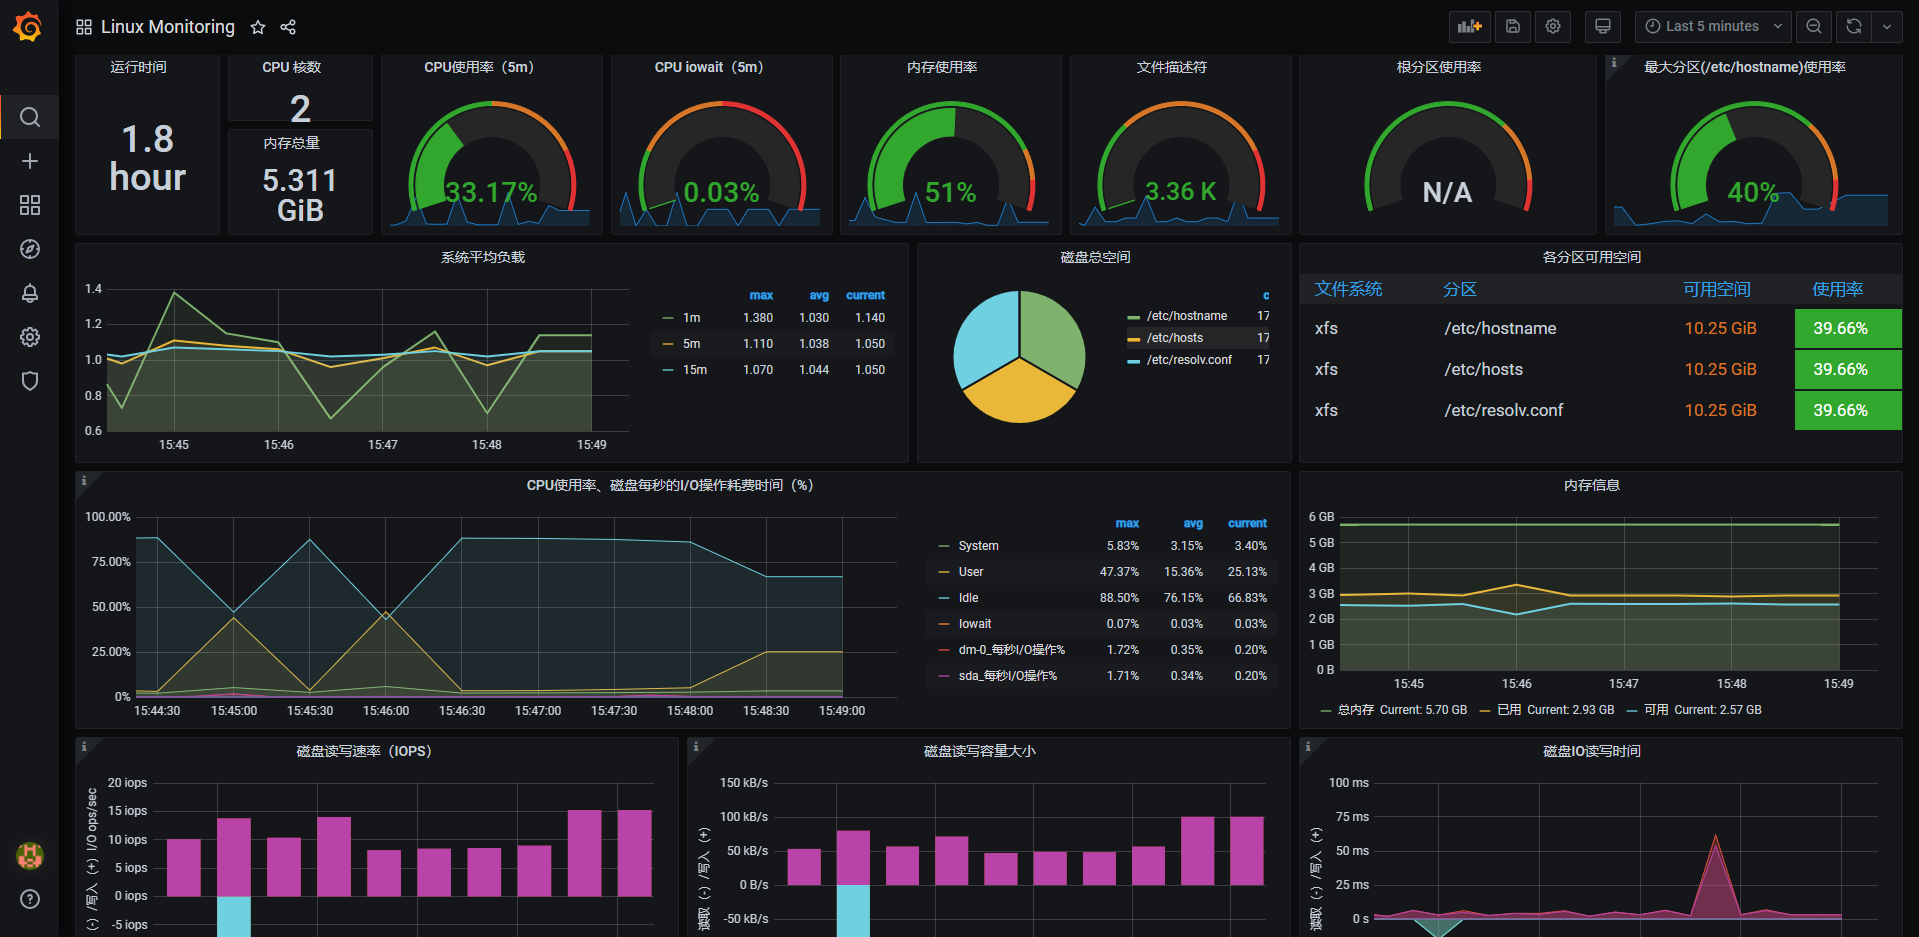 Linux Monitoring
Last 5 minutes
运行时间
1.8
hour
CPU 核数
2
内存总量
5.311
GiB
CPU使用率（5m）
33.17%
CPU iowait（5m）
0.03%
内存使用率
51%
文件描述符
3.36 K
根分区使用率
N/A
最大分区(/etc/hostname)使用率
40%
系统平均负载
1.4
1.2
1.0
0.8
0.6
15:45 15:46 15:47 15:48 15:49
max avg current
1m 1.380 1.030 1.140
5m 1.110 1.038 1.050
15m 1.070 1.044 1.050
磁盘总空间
/etc/hostname 17
/etc/hosts 17
/etc/resolv.conf 17
各分区可用空间
文件系统 分区 可用空间 使用率
xfs /etc/hostname 10.25 GiB 39.66%
xfs /etc/hosts 10.25 GiB 39.66%
xfs /etc/resolv.conf 10.25 GiB 39.66%
CPU使用率、磁盘每秒的I/O操作耗费时间（%）
100.00%
75.00%
50.00%
25.00%
0%
15:44:30 15:45:00 15:45:30 15:46:00 15:46:30 15:47:00 15:47:30 15:48:00 15:48:30 15:49:00
max avg current
System 5.83% 3.15% 3.40%
User 47.37% 15.36% 25.13%
Idle 88.50% 76.15% 66.83%
Iowait 0.07% 0.03% 0.03%
dm-0_每秒I/O操作% 1.72% 0.35% 0.20%
sda_每秒I/O操作% 1.71% 0.34% 0.20%
内存信息
6 GB
5 GB
4 GB
3 GB
2 GB
1 GB
0 B
15:45 15:46 15:47 15:48 15:49
总内存 Current: 5.70 GB 已用 Current: 2.93 GB 可用 Current: 2.57 GB
磁盘读写速率（IOPS）
20 iops
15 iops
10 iops
5 iops
0 iops
-5 iops
（-）/写入（+）I/O ops/sec
磁盘读写容量大小
150 kB/s
100 kB/s
50 kB/s
0 B/s
-50 kB/s
读取（-）/写入（+）
磁盘IO读写时间
100 ms
75 ms
50 ms
25 ms
0 s
读取（-）/写入（+）